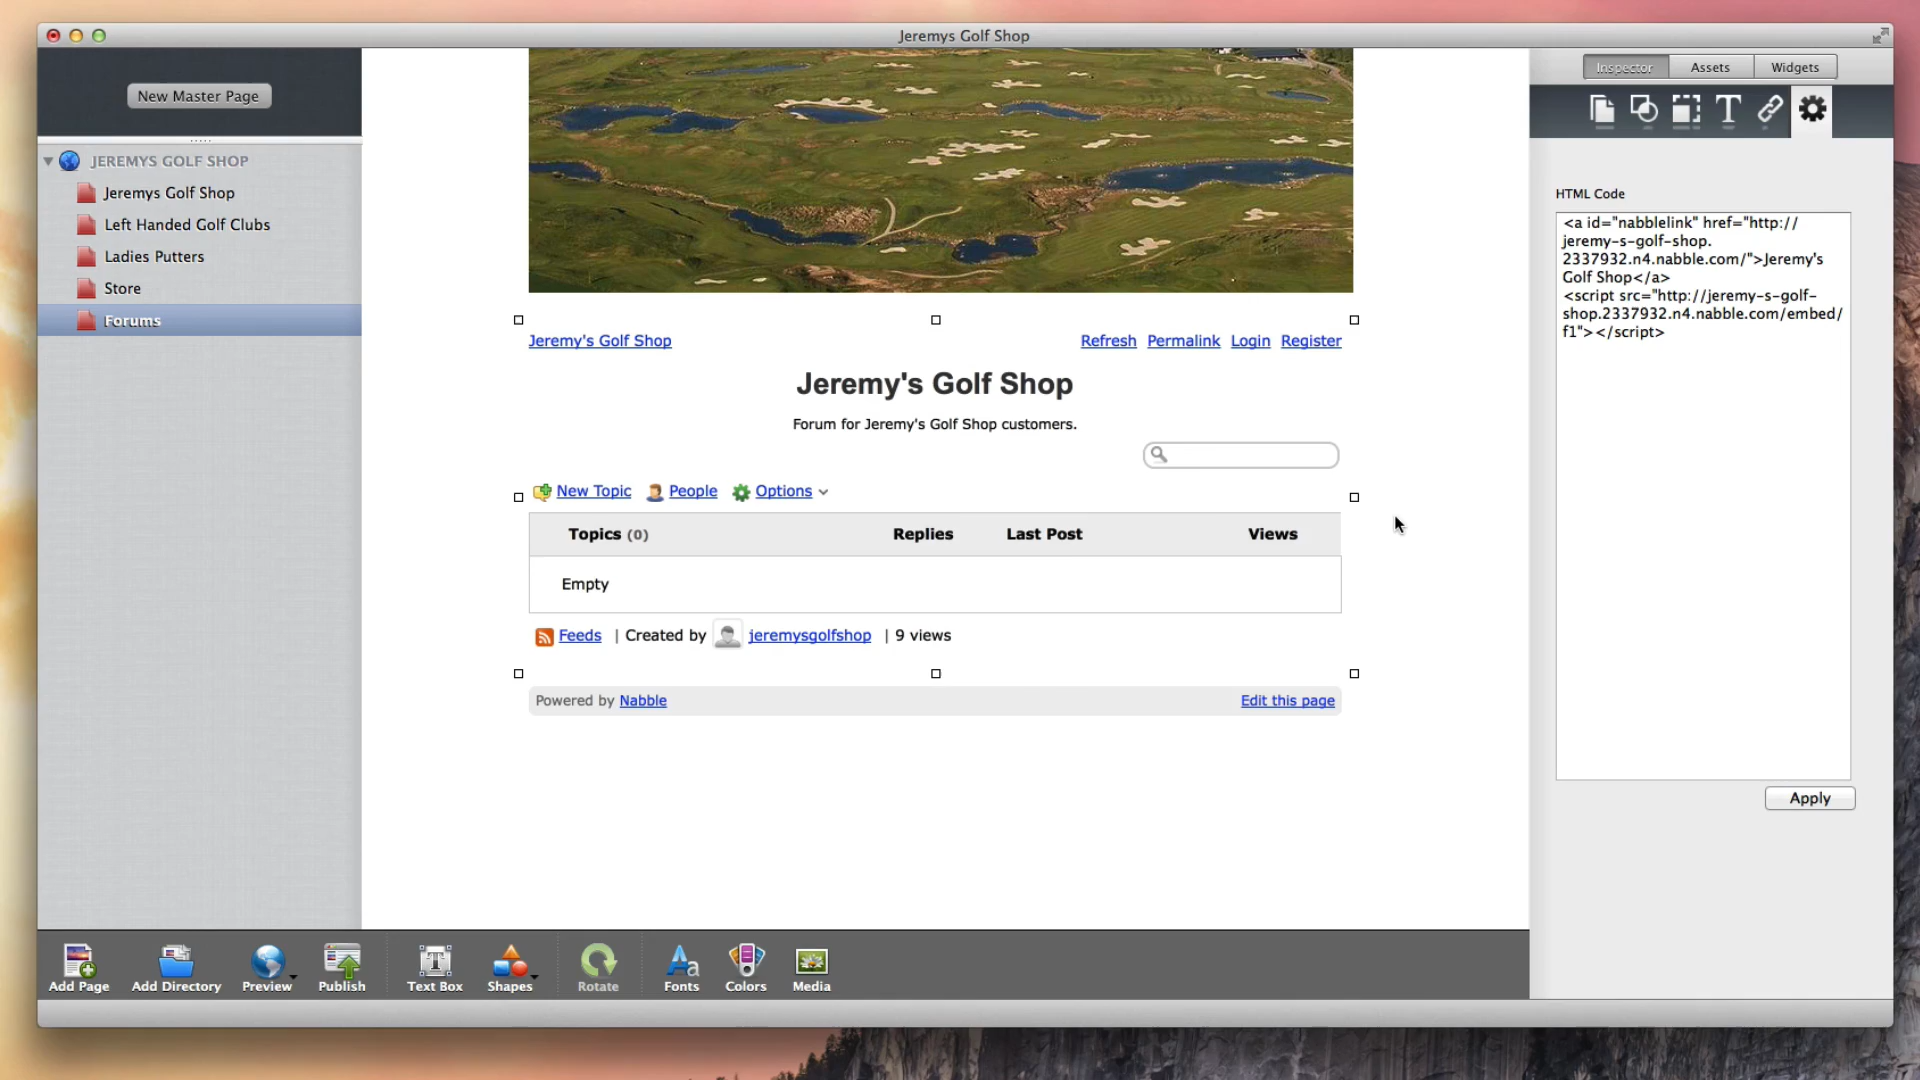 Jeremys Golf Shop
New Master Page
JEREMYS GOLF SHOP
Jeremys Golf Shop
Left Handed Golf Clubs
Ladies Putters
Store
Forums
Jeremy's Golf Shop
Refresh Permalink Login Register
Jeremy's Golf Shop
Forum for Jeremy's Golf Shop customers.
New Topic People Options
Topics (0) Replies Last Post Views
Empty
Feeds | Created by jeremysgolfshop | 9 views
Powered by Nabble
Edit this page
Inspector Assets Widgets
T
HTML Code
<a id="nabblelink" href="http://
jeremy-s-golf-shop.
2337932.n4.nabble.com/">Jeremy's
Golf Shop</a>
<script src="http://jeremy-s-golf-
shop.2337932.n4.nabble.com/embed/
f1"></script>
Apply
Add Page Add Directory Preview Publish Text Box Shapes Rotate Fonts Colors Media